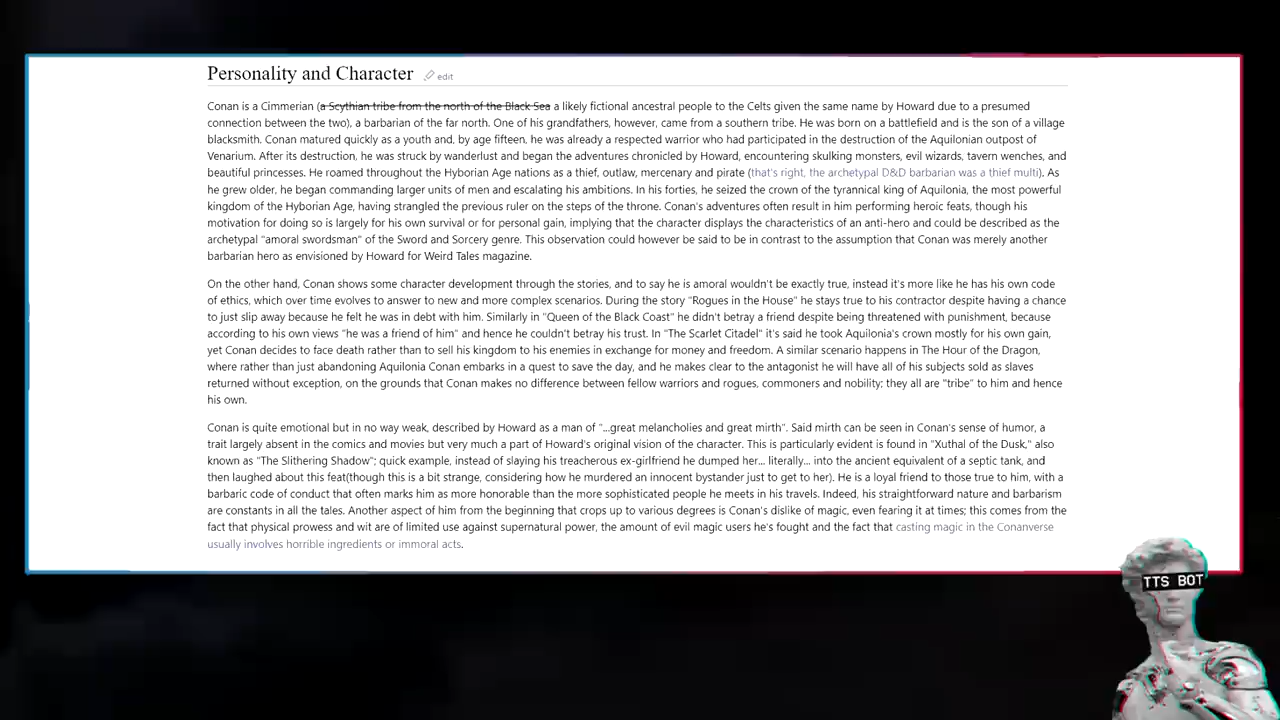 Personality and Character edit
Conan is a Cimmerian (a Scythian tribe from the north of the Black Sea a likely fictional ancestral people to the Celts given the same name by Howard due to a presumed
connection between the two), a barbarian of the far north. One of his grandfathers, however, came from a southern tribe. He was born on a battlefield and is the son of a village
blacksmith. Conan matured quickly as a youth and, by age fifteen, he was already a respected warrior who had participated in the destruction of the Aquilonian outpost of
Venarium. After its destruction, he was struck by wanderlust and began the adventures chronicled by Howard, encountering skulking monsters, evil wizards, tavern wenches, and
beautiful princesses. He roamed throughout the Hyborian Age nations as a thief, outlaw, mercenary and pirate (that's right, the archetypal D&D barbarian was a thief multi). As
he grew older, he began commanding larger units of men and escalating his ambitions. In his forties, he seized the crown of the tyrannical king of Aquilonia, the most powerful
kingdom of the Hyborian Age, having strangled the previous ruler on the steps of the throne. Conan's adventures often result in him performing heroic feats, though his
motivation for doing so is largely for his own survival or for personal gain, implying that the character displays the characteristics of an anti-hero and could be described as the
archetypal "amoral swordsman" of the Sword and Sorcery genre. This observation could however be said to be in contrast to the assumption that Conan was merely another
barbarian hero as envisioned by Howard for Weird Tales magazine.
On the other hand, Conan shows some character development through the stories, and to say he is amoral wouldn't be exactly true, instead it's more like he has his own code
of ethics, which over time evolves to answer to new and more complex scenarios. During the story "Rogues in the House" he stays true to his contractor despite having a chance
to just slip away because he felt he was in debt with him. Similarly in "Queen of the Black Coast" he didn't betray a friend despite being threatened with punishment, because
according to his own views "he was a friend of him" and hence he couldn't betray his trust. In "The Scarlet Citadel" it's said he took Aquilonia's crown mostly for his own gain,
yet Conan decides to face death rather than to sell his kingdom to his enemies in exchange for money and freedom. A similar scenario happens in The Hour of the Dragon,
where rather than just abandoning Aquilonia Conan embarks in a quest to save the day, and he makes clear to the antagonist he will have all of his subjects sold as slaves
returned without exception, on the grounds that Conan makes no difference between fellow warriors and rogues, commoners and nobility; they all are "tribe" to him and hence
his own.
Conan is quite emotional but in no way weak, described by Howard as a man of "...great melancholies and great mirth". Said mirth can be seen in Conan's sense of humor, a
trait largely absent in the comics and movies but very much a part of Howard's original vision of the character. This is particularly evident is found in "Xuthal of the Dusk," also
known as "The Slithering Shadow"; quick example, instead of slaying his treacherous ex-girlfriend he dumped her... literally... into the ancient equivalent of a septic tank, and
then laughed about this feat(though this is a bit strange, considering how he murdered an innocent bystander just to get to her). He is a loyal friend to those true to him, with a
barbaric code of conduct that often marks him as more honorable than the more sophisticated people he meets in his travels. Indeed, his straightforward nature and barbarism
are constants in all the tales. Another aspect of him from the beginning that crops up to various degrees is Conan's dislike of magic, even fearing it at times; this comes from the
fact that physical prowess and wit are of limited use against supernatural power, the amount of evil magic users he's fought and the fact that casting magic in the Conanverse
usually involves horrible ingredients or immoral acts.
TTS BOT